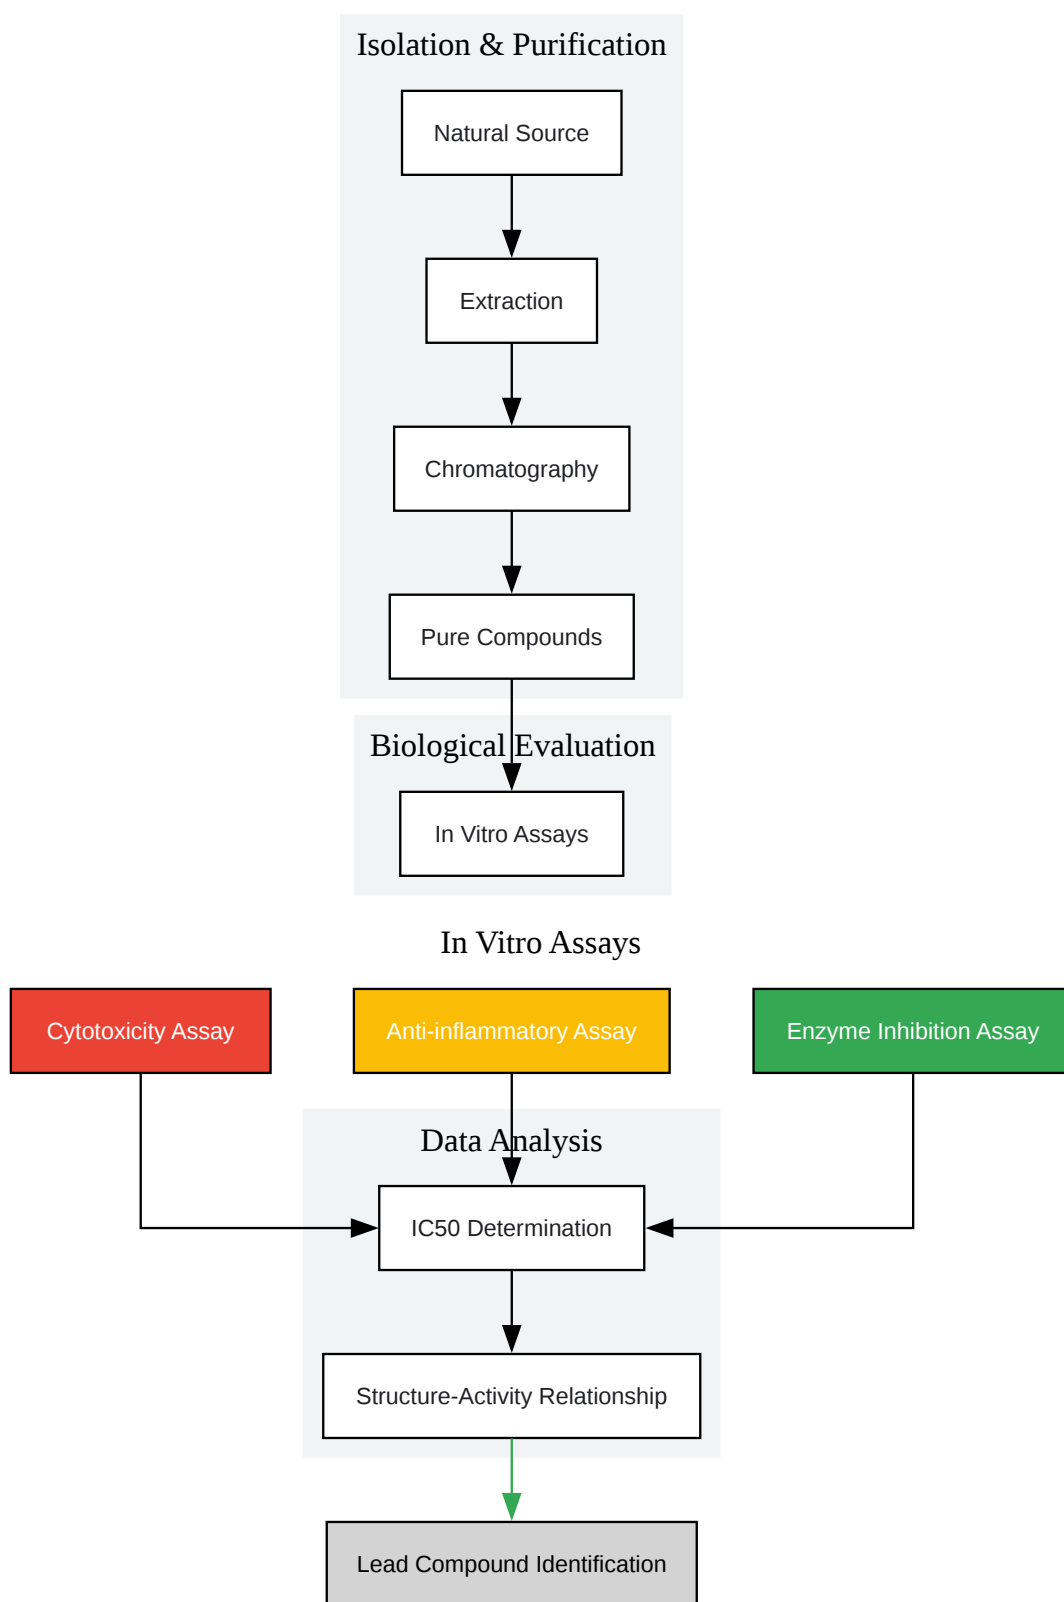 Isolation & Purification
Natural Source
Extraction
Chromatography
Pure Compounds
Biological Evaluation
In Vitro Assays
In Vitro Assays
Cytotoxicity Assay
Anti-inflammatory Assay
Enzyme Inhibition Assay
Data Analysis
IC50 Determination
Structure-Activity Relationship
Lead Compound Identification